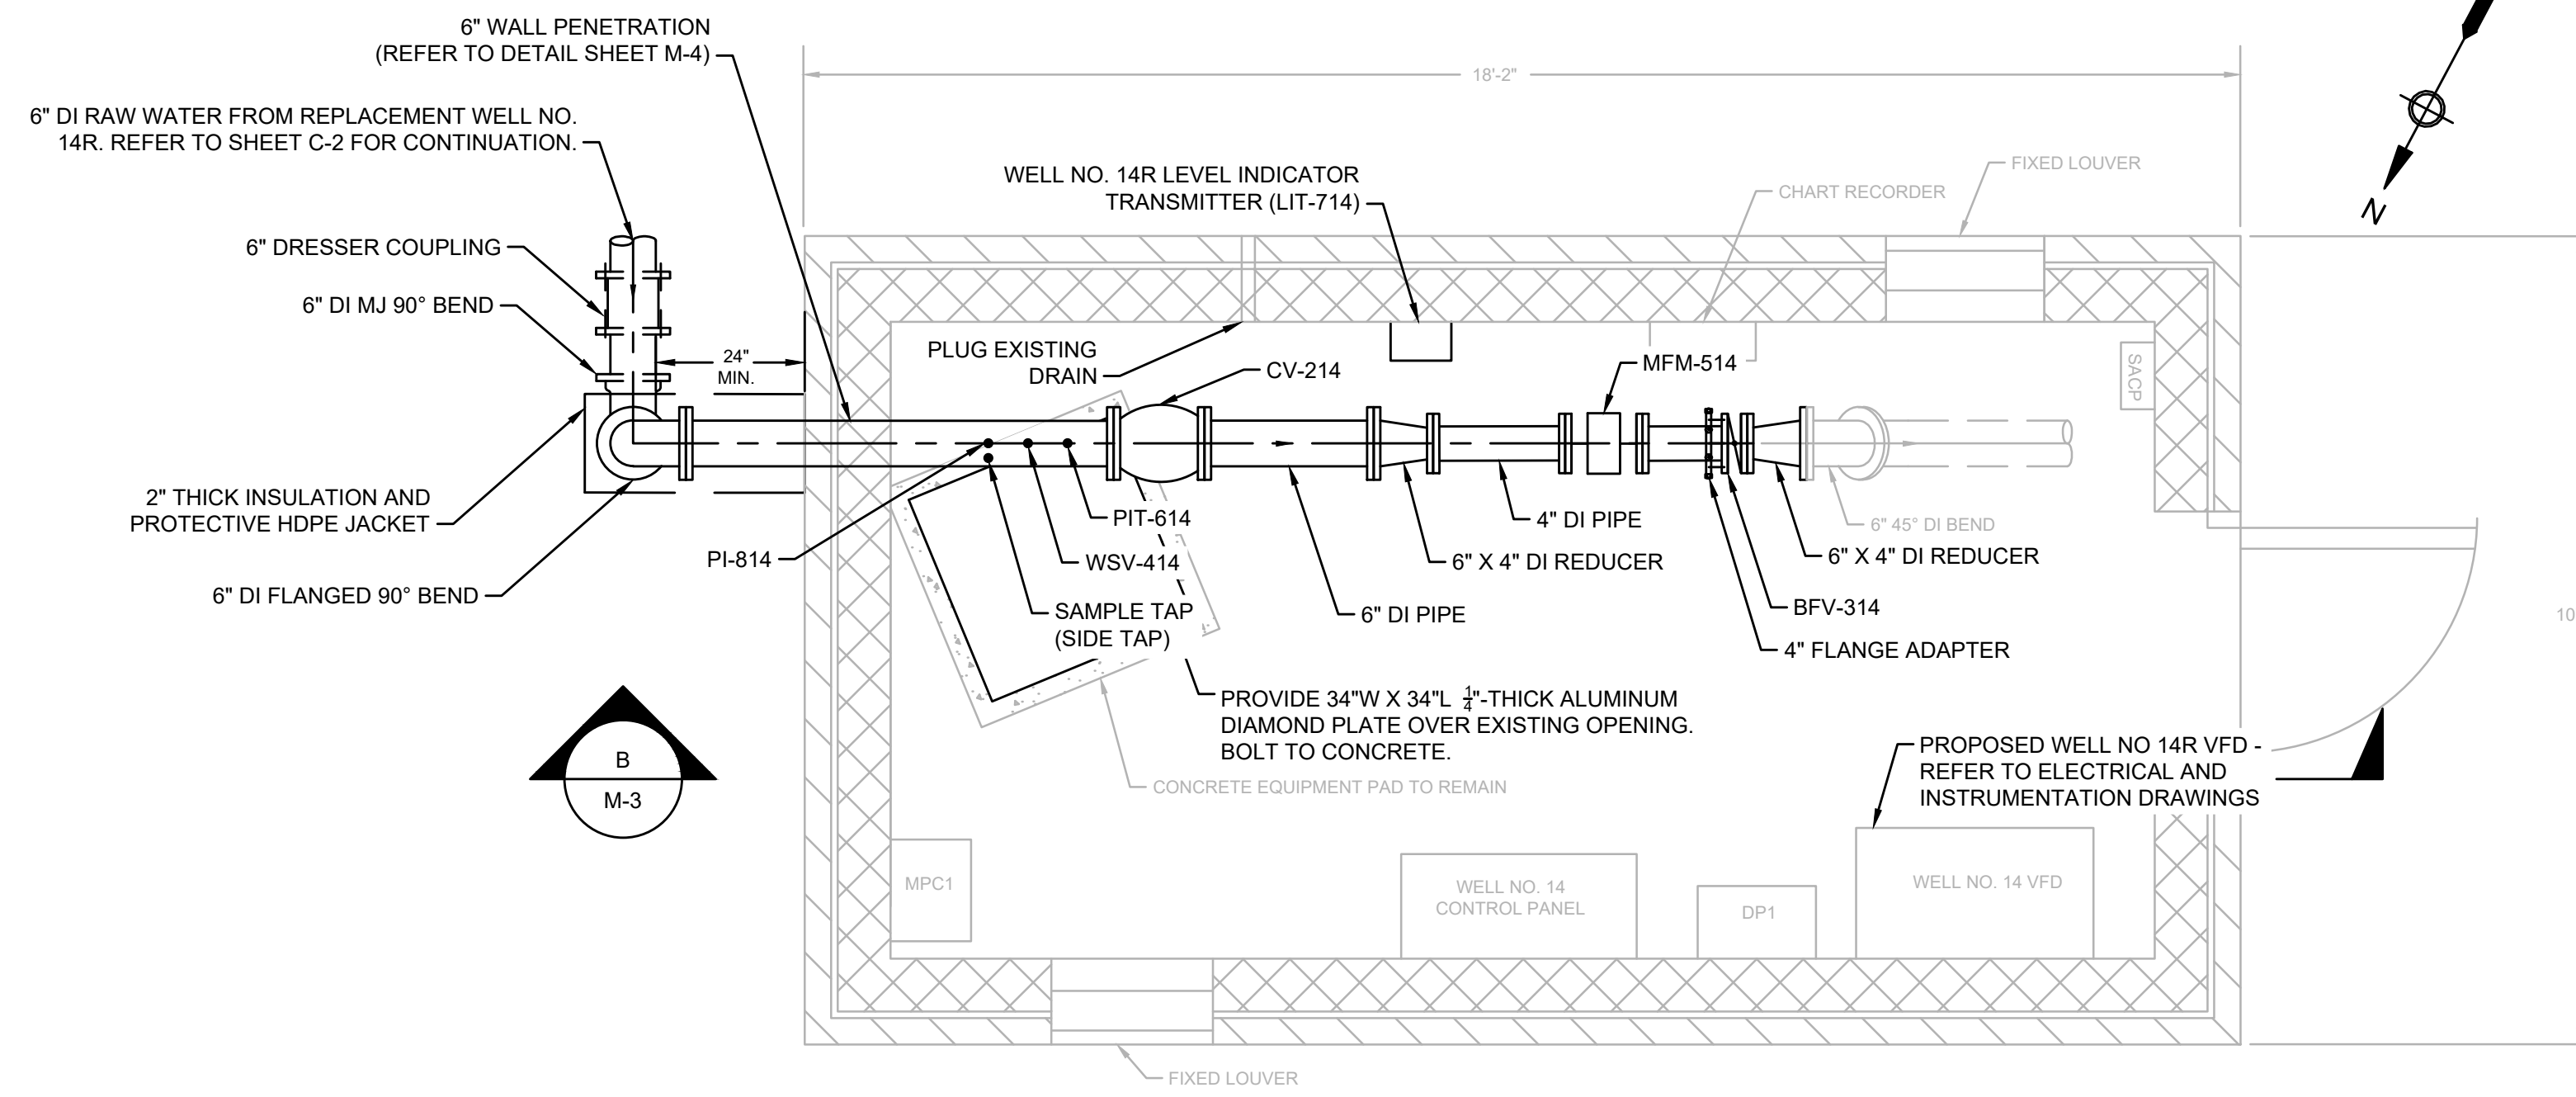 6" WALL PENETRATION
(REFER TO DETAIL SHEET M-4)
18'-2"
6" DI RAW WATER FROM REPLACEMENT WELL NO.
14R. REFER TO SHEET C-2 FOR CONTINUATION.
N
FIXED LOUVER
WELL NO. 14R LEVEL INDICATOR
TRANSMITTER (LIT-714)
CHART RECORDER
6" DRESSER COUPLING
6" DI MJ 90° BEND
24"
MIN.
PLUG EXISTING
DRAIN
CV-214
MFM-514
SACP
2" THICK INSULATION AND
PROTECTIVE HDPE JACKET
PI-814
PIT-614
WSV-414
4" DI PIPE
6" X 4" DI REDUCER
6" 45° DI BEND
6" X 4" DI REDUCER
6" DI FLANGED 90° BEND
SAMPLE TAP
(SIDE TAP)
6" DI PIPE
BFV-314
4" FLANGE ADAPTER
10
PROVIDE 34"W X 34"L 1/4"-THICK ALUMINUM
DIAMOND PLATE OVER EXISTING OPENING.
BOLT TO CONCRETE.
CONCRETE EQUIPMENT PAD TO REMAIN
B
M-3
PROPOSED WELL NO 14R VFD -
REFER TO ELECTRICAL AND
INSTRUMENTATION DRAWINGS
MPC1
WELL NO. 14
CONTROL PANEL
DP1
WELL NO. 14 VFD
FIXED LOUVER